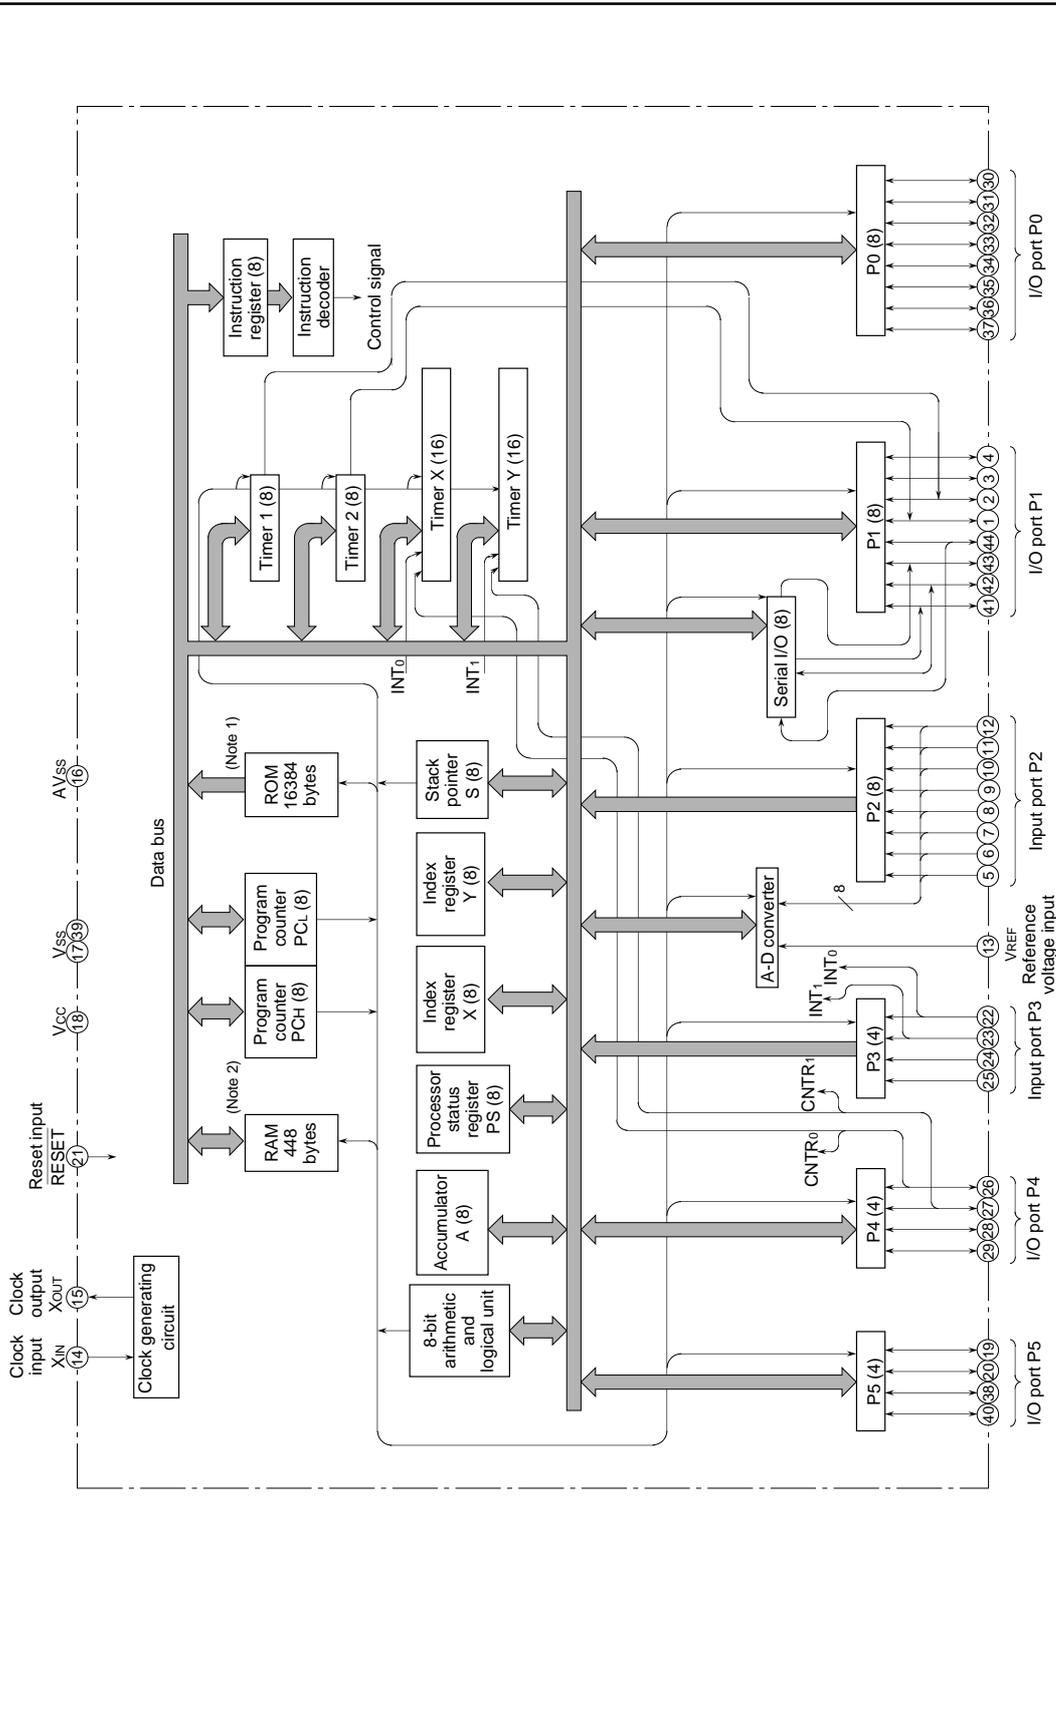 Clock
input
XIN
14
Clock
output
XOUT
15
Reset input
RESET
21
VCC
18
VSS
17
39
AVSS
16
Clock generating
circuit
Data bus
RAM
448
bytes
(Note 2)
Program
counter
PCH (8)
Program
counter
PCL (8)
ROM
16384
bytes
(Note 1)
Instruction
register (8)
Instruction
decoder
Control signal
Timer 1 (8)
Timer 2 (8)
Timer X (16)
Timer Y (16)
INT0
INT1
8-bit
arithmetic
and
logical unit
Accumulator
A (8)
Processor
status
register
PS (8)
Index
register
X (8)
Index
register
Y (8)
Stack
pointer
S (8)
CNTR0
CNTR1
INT1
INT0
A-D converter
8
Serial I/O (8)
P5 (4)
P4 (4)
P3 (4)
P2 (8)
P1 (8)
P0 (8)
40
38
20
19
29
28
27
26
25
24
23
22
13
5
6
7
8
9
10
11
12
41
42
43
44
1
2
3
4
37
36
35
34
33
32
31
30
I/O port P5
I/O port P4
Input port P3
VREF
Reference
voltage input
Input port P2
I/O port P1
I/O port P0